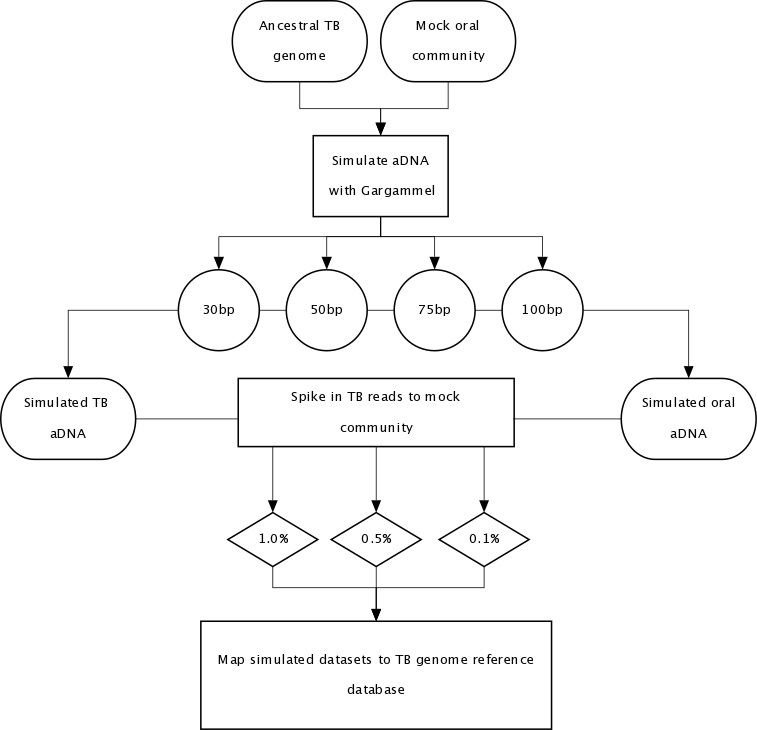 Ancestral TB
genome
Mock oral
community
Simulate aDNA
with Gargammel
30bp
50bp
75bp
100bp
Simulated TB
aDNA
Spike in TB reads to mock
community
Simulated oral
aDNA
1.0%
0.5%
0.1%
Map simulated datasets to TB genome reference
database